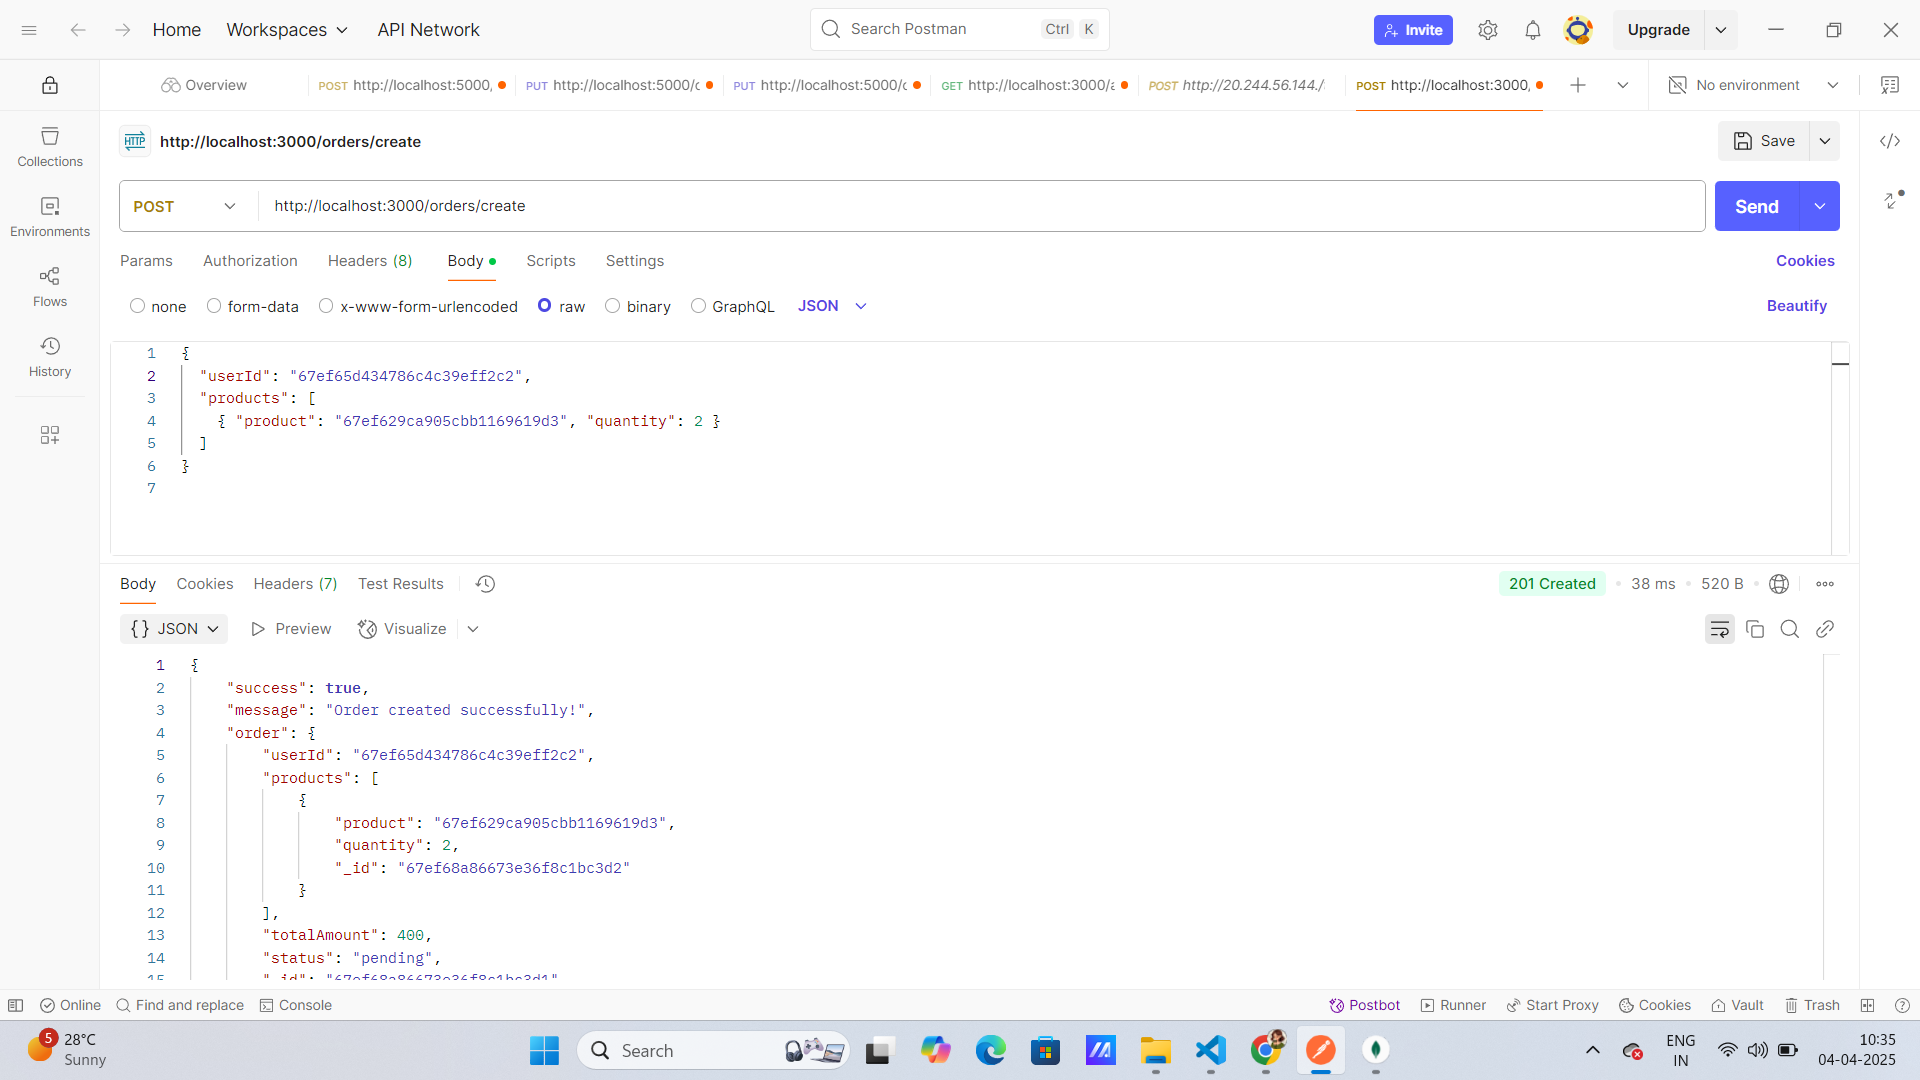 Home Workspaces API Network Search Postman Ctrl K Invite Upgrade
Overview POST http://localhost:5000, PUT http://localhost:5000/c PUT http://localhost:5000/c GET http://localhost:3000/a POST http://20.244.56.144./ POST http://localhost:3000, No environment
HTTP http://localhost:3000/orders/create Save
Collections
Environments
Flows
History
POST http://localhost:3000/orders/create Send
Params Authorization Headers (8) Body Scripts Settings Cookies
none form-data x-www-form-urlencoded raw binary GraphQL JSON Beautify
1 {
2 "userId": "67ef65d434786c4c39eff2c2",
3 "products": [
4 { "product": "67ef629ca905cbb1169619d3", "quantity": 2 }
5 ]
6 }
7
Body Cookies Headers (7) Test Results 201 Created 38 ms 520 B
{} JSON Preview Visualize
1 {
2 "success": true,
3 "message": "Order created successfully!",
4 "order": {
5 "userId": "67ef65d434786c4c39eff2c2",
6 "products": [
7 {
8 "product": "67ef629ca905cbb1169619d3",
9 "quantity": 2,
10 "_id": "67ef68a86673e36f8c1bc3d2"
11 }
12 ],
13 "totalAmount": 400,
14 "status": "pending",
15 "_id": "67ef68a86673e36f8c1bc3d1"
Online Find and replace Console Postbot Runner Start Proxy Cookies Vault Trash
5 28°C
Sunny
Search
ENG
IN
10:35
04-04-2025